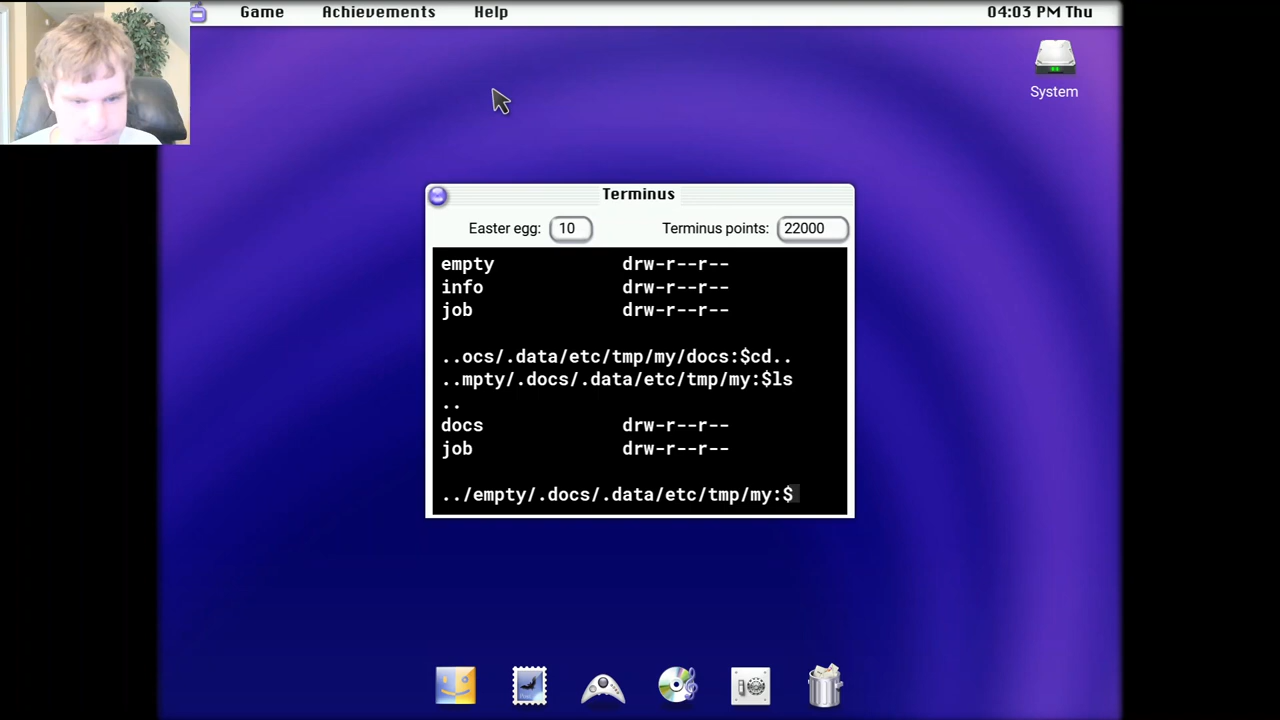 Game Achievements Help 04:03 PM Thu
System
Terminus
Easter egg: 10 Terminus points: 22000
empty drw-r--r--
info drw-r--r--
job drw-r--r--
..ocs/.data/etc/tmp/my/docs:$cd..
..mpty/.docs/.data/etc/tmp/my:$ls
..
docs drw-r--r--
job drw-r--r--
../empty/.docs/.data/etc/tmp/my:$